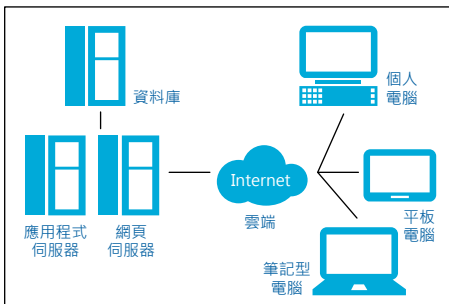 資料庫
個人
電腦
Internet
雲端
應用程式
伺服器
網頁
伺服器
平板
電腦
筆記型
電腦